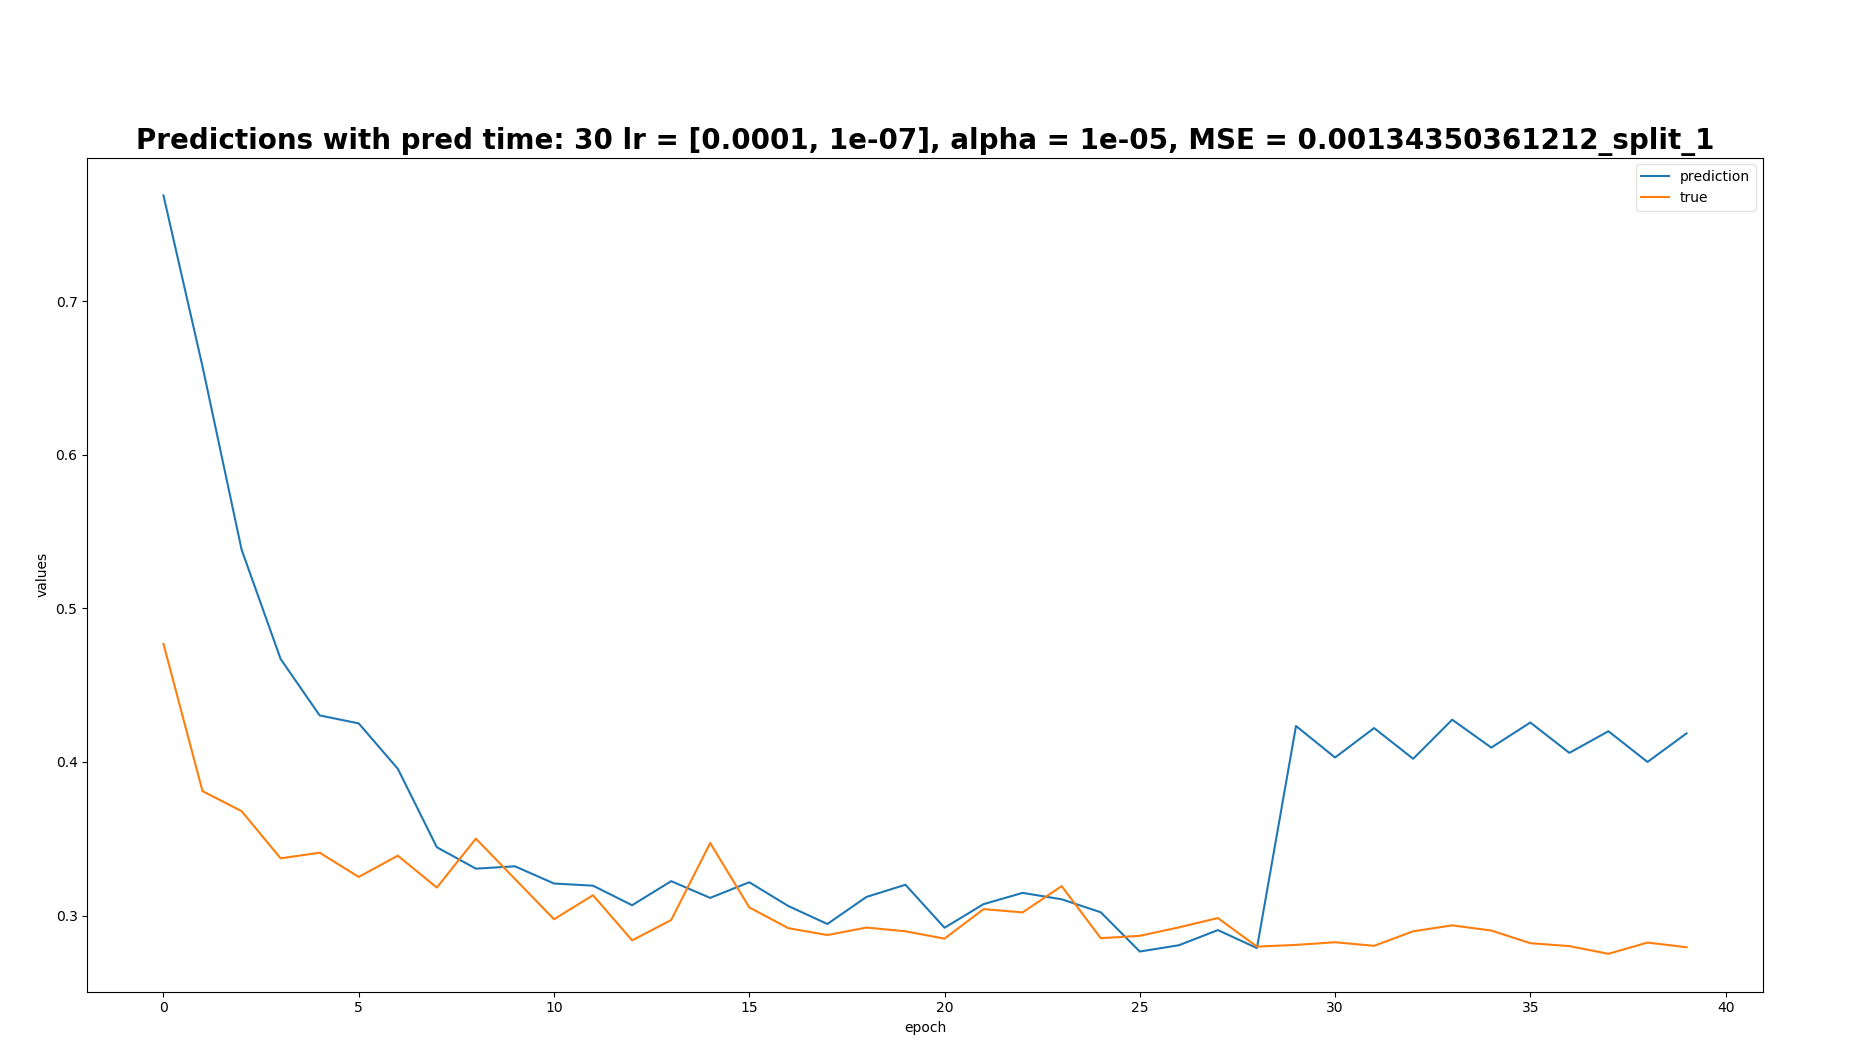 Predictions with pred time: 30 lr = [0.0001, 1e-07], alpha = 1e-05, MSE = 0.00134350361212_split_1
prediction
true
values
0.7
0.6
0.5
0.4
0.3
0 5 10 15 20 25 30 35 40
epoch